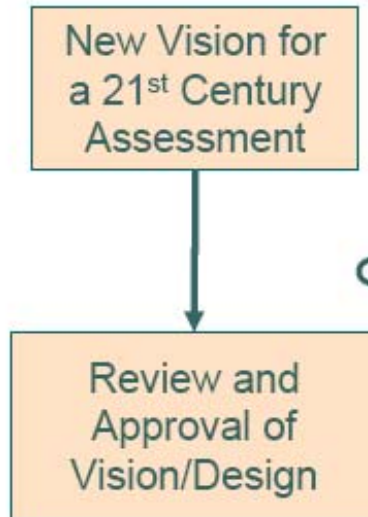 New Vision for
a 21st Century
Assessment
Review and
Approval of
Vision/Design